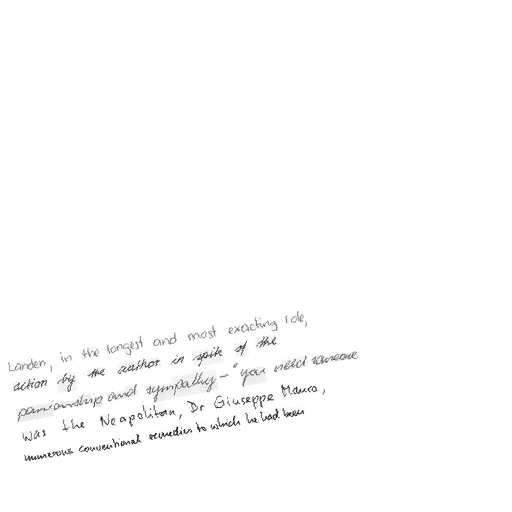 Landen, in the longest and most exacting role,
action by the author in spite of the
panionship and sympathy - "you need someone
was the Neapolitan, Dr Giuseppe Mauro,
numerous conventional remedies to which he had been